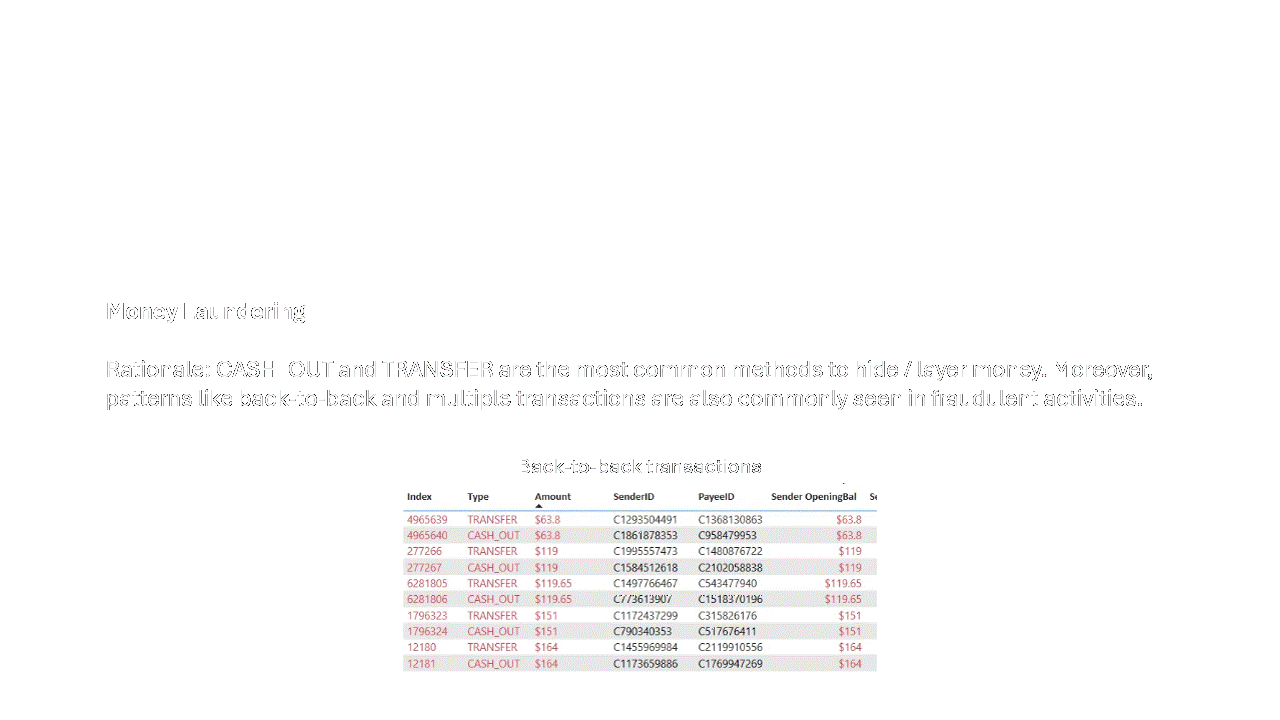 Money Laundering
Rationale: CASH_OUT and TRANSFER are the most common methods to hide / layer money. Moreover,
patterns like back-to-back and multiple transactions are also commonly seen in fraudulent activities.
Back-to-back transactions
Index Type Amount SenderID PayeeID Sender OpeningBal Se
4965639 TRANSFER $63.8 C1293504491 C1368130863 $63.8
4965640 CASH_OUT $63.8 C1861878353 C958479953 $63.8
277266 TRANSFER $119 C1995557473 C1480876722 $119
277267 CASH_OUT $119 C1584512618 C2102058838 $119
6281805 TRANSFER $119.65 C1497766467 C543477940 $119.65
6281806 CASH_OUT $119.65 C773613907 C1518370196 $119.65
1796323 TRANSFER $151 C1172437299 C315826176 $151
1796324 CASH_OUT $151 C790340353 C517676411 $151
12180 TRANSFER $164 C1455969984 C2119910556 $164
12181 CASH_OUT $164 C1173659886 C1769947269 $164